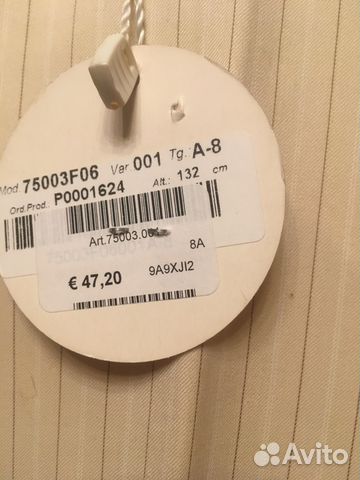 Mod. 75003F06 Var 001 Tg.: A-8
Ord.Prod.: P0001624 Alt.: 132 cm
Art.75003.001
8A
€ 47,20 9A9XJI2
Avito